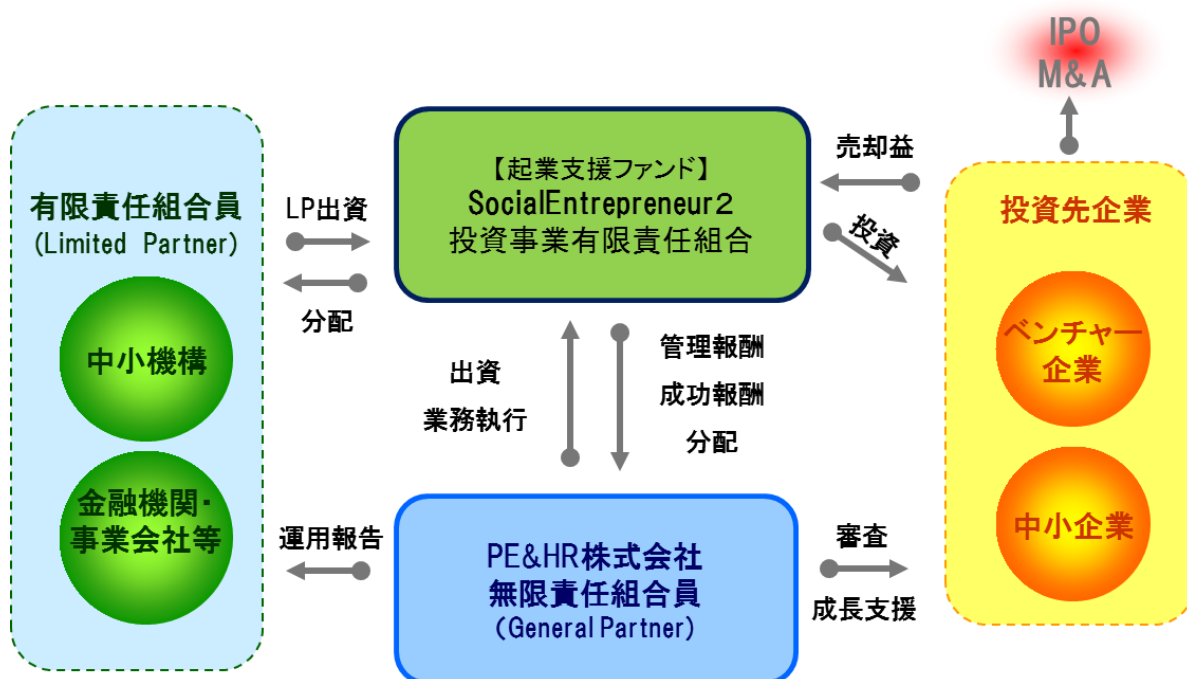 IPO
M&A
有限責任組合員
(Limited Partner)
中小機構
金融機関・
事業会社等
LP出資
分配
運用報告
【起業支援ファンド】
SocialEntrepreneur2
投資事業有限責任組合
出資
業務執行
管理報酬
成功報酬
分配
PE&HR株式会社
無限責任組合員
(General Partner)
売却益
投資
審査
成長支援
投資先企業
ベンチャー
企業
中小企業